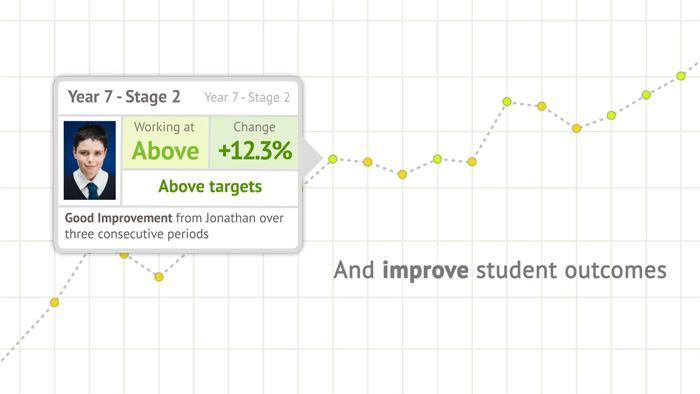 Year 7 - Stage 2
Year 7 - Stage 2
Working at
Above
Change
+12.3%
Above targets
Good Improvement from Jonathan over
three consecutive periods
And improve student outcomes